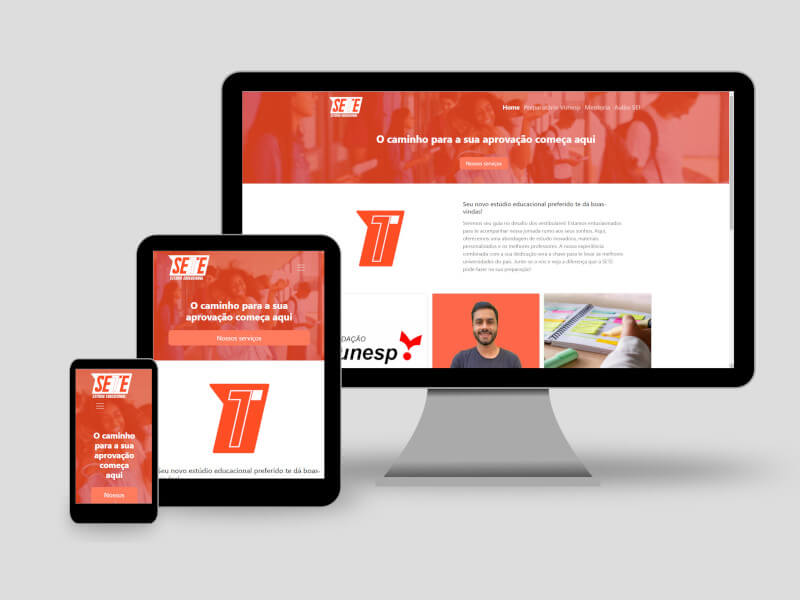 SETE
ESTÚDIO EDUCACIONAL
Home Preparatório Vunesp Mentoria Aulão SEI
O caminho para a sua aprovação começa aqui
Nossos serviços
Seu novo estúdio educacional preferido te dá boas-
vindas!
Seremos seu guia no desafio dos vestibulares! Estamos entusiasmados
para te acompanhar nessa jornada rumo aos seus sonhos. Aqui,
oferecemos uma abordagem de estudo inovadora, materiais
personalizados e os melhores professores. A nossa experiência
combinada com a sua dedicação será a chave para te levar às melhores
universidades do país. Junte-se a nós e veja a diferença que o SETE
pode fazer na sua preparação!
DAÇÃO
unesp
SETE
ESTÚDIO EDUCACIONAL
O caminho para a sua
aprovação começa aqui
Nossos serviços
Seu novo estúdio educacional preferido te dá boas-
SETE
ESTÚDIO EDUCACIONAL
O caminho
para a sua
aprovação
começa
aqui
Nossos